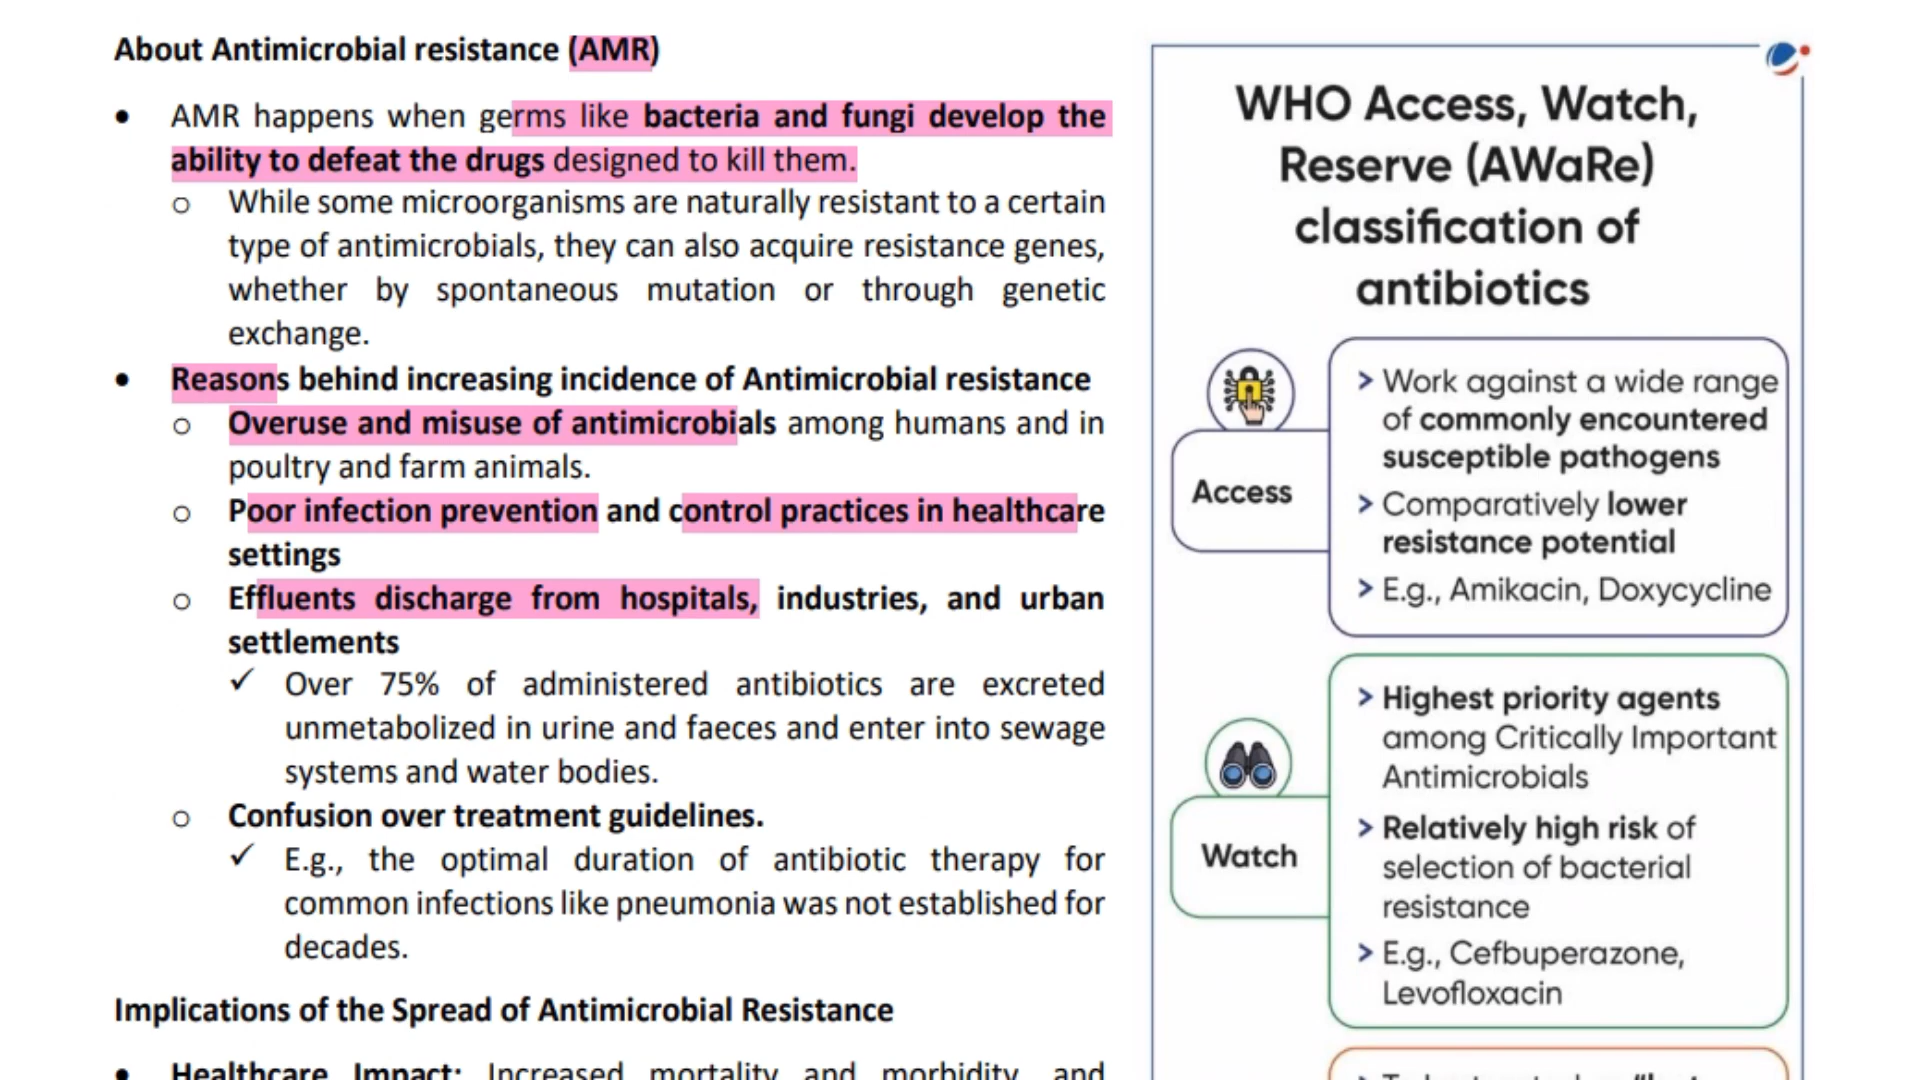 About Antimicrobial resistance (AMR)
• AMR happens when germs like bacteria and fungi develop the
ability to defeat the drugs designed to kill them.
o While some microorganisms are naturally resistant to a certain
type of antimicrobials, they can also acquire resistance genes,
whether by spontaneous mutation or through genetic
exchange.
• Reasons behind increasing incidence of Antimicrobial resistance
o Overuse and misuse of antimicrobials among humans and in
poultry and farm animals.
o Poor infection prevention and control practices in healthcare
settings
o Effluents discharge from hospitals, industries, and urban
settlements
✓ Over 75% of administered antibiotics are excreted
unmetabolized in urine and faeces and enter into sewage
systems and water bodies.
o Confusion over treatment guidelines.
✓ E.g., the optimal duration of antibiotic therapy for
common infections like pneumonia was not established for
decades.
Implications of the Spread of Antimicrobial Resistance
• Healthcare Impact: Increased mortality and morbidity, and
WHO Access, Watch,
Reserve (AWaRe)
classification of
antibiotics
Access
> Work against a wide range
of commonly encountered
susceptible pathogens
> Comparatively lower
resistance potential
> E.g., Amikacin, Doxycycline
Watch
> Highest priority agents
among Critically Important
Antimicrobials
> Relatively high risk of
selection of bacterial
resistance
> E.g., Cefbuperazone,
Levofloxacin